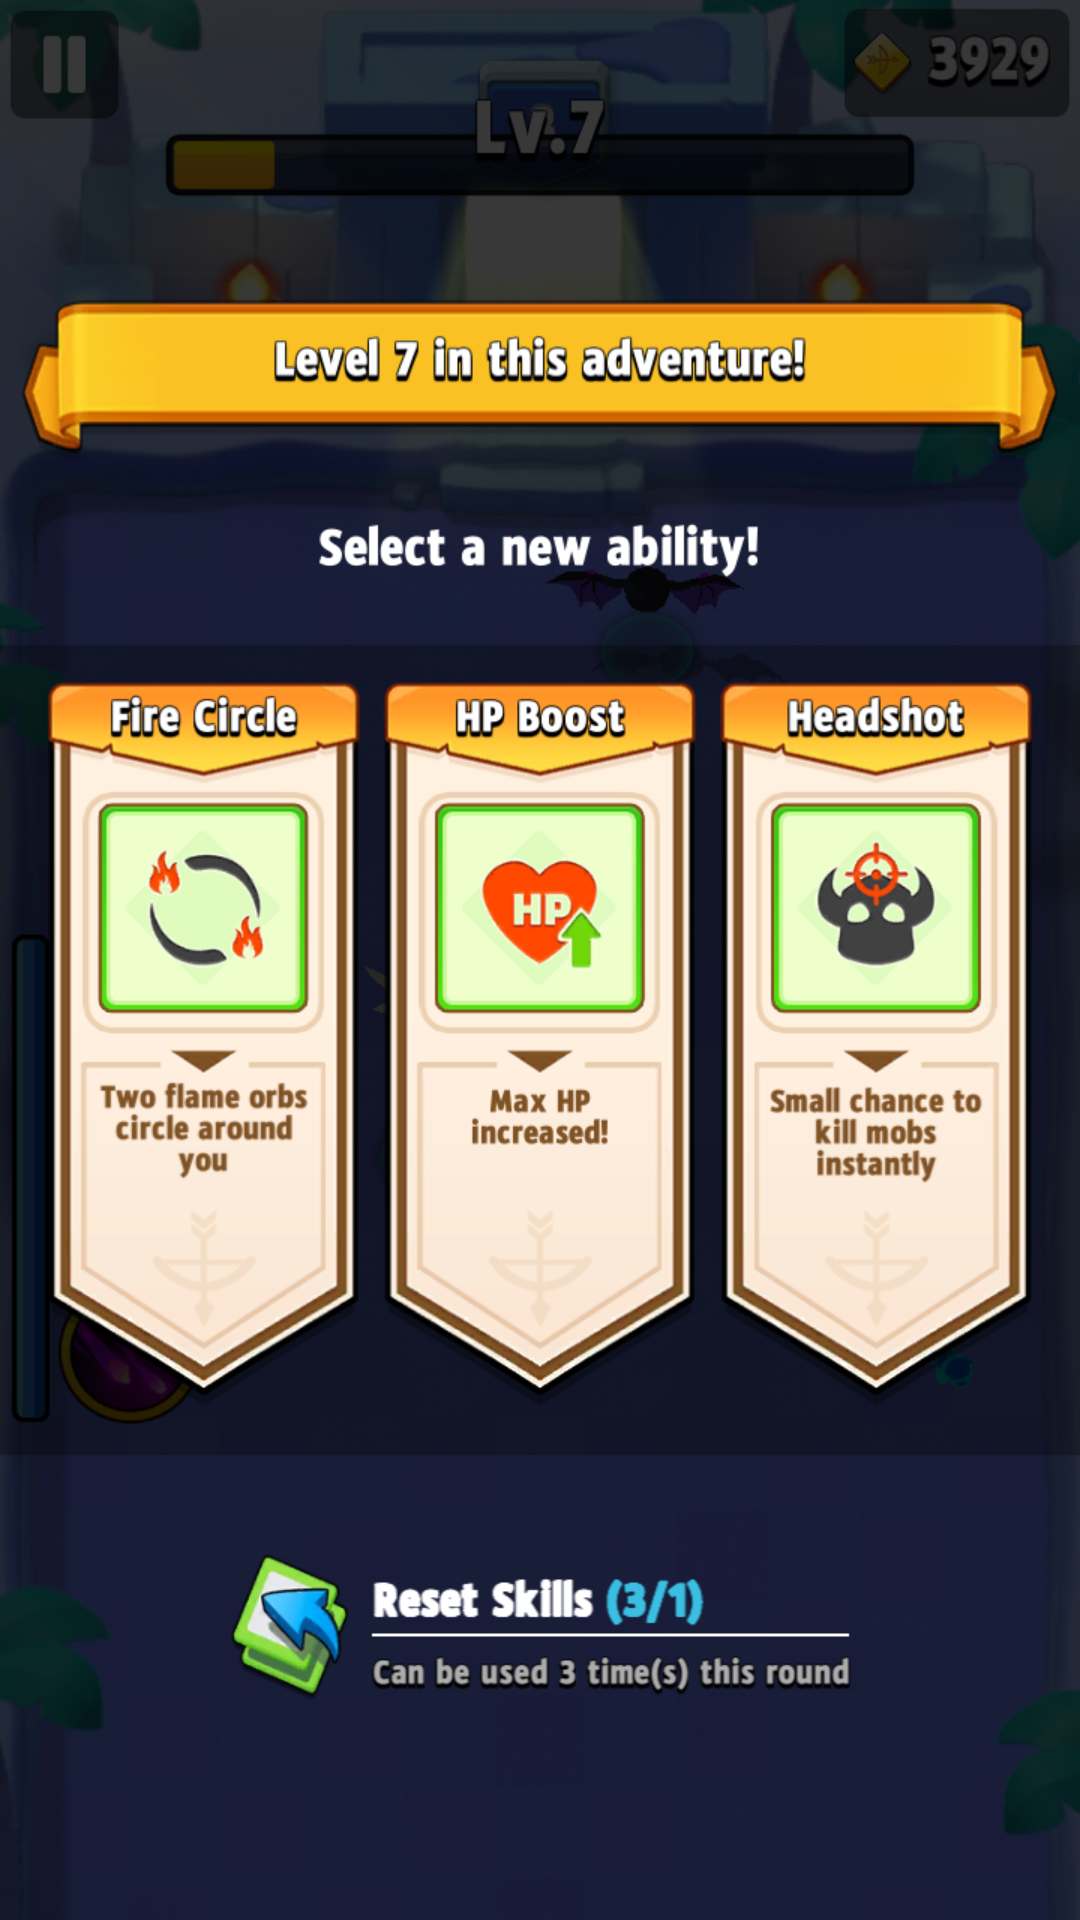 3929
Lv.7
Level 7 in this adventure!
Select a new ability!
Fire Circle
HP Boost
Headshot
HP
Two flame orbs
circle around
you
Max HP
increased!
Small chance to
kill mobs
instantly
Reset Skills (3/1)
Can be used 3 time(s) this round